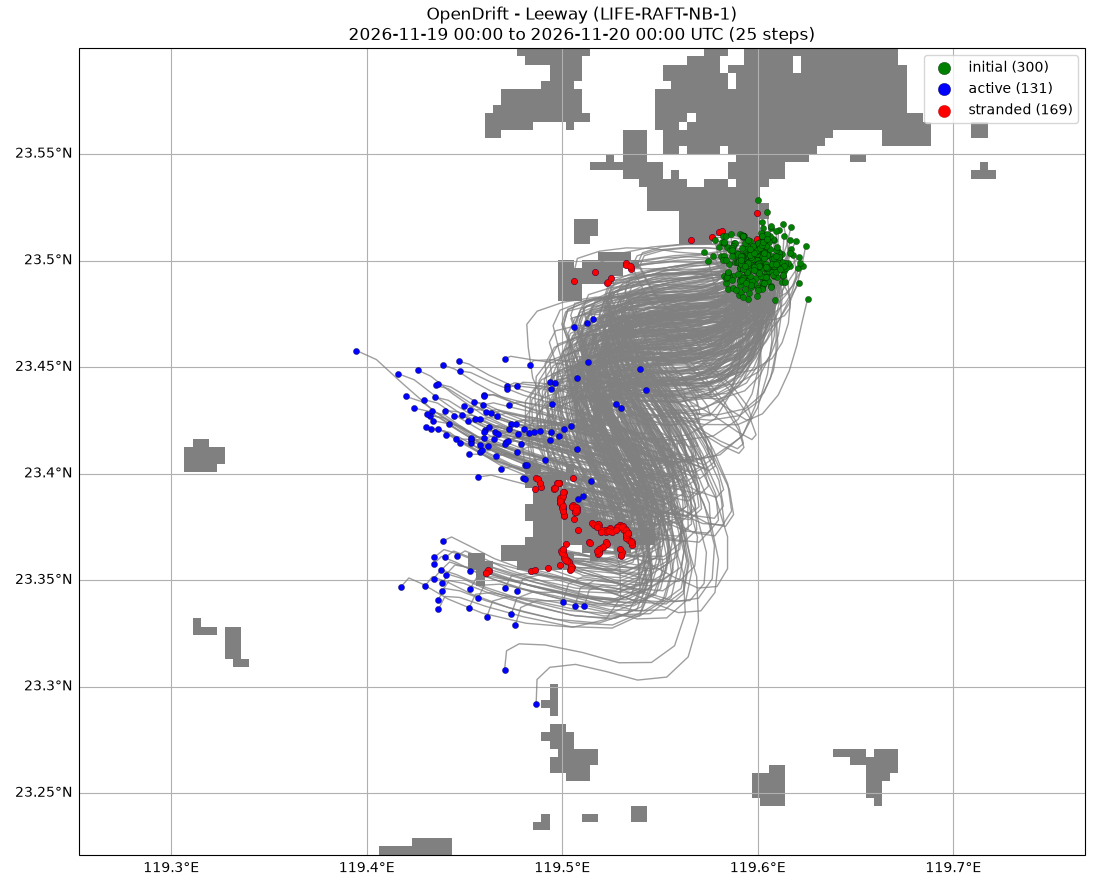 OpenDrift - Leeway (LIFE-RAFT-NB-1)
2026-11-19 00:00 to 2026-11-20 00:00 UTC (25 steps)
initial (300)
active (131)
stranded (169)
23.55°N
23.5°N
23.45°N
23.4°N
23.35°N
23.3°N
23.25°N
119.3°E
119.4°E
119.5°E
119.6°E
119.7°E